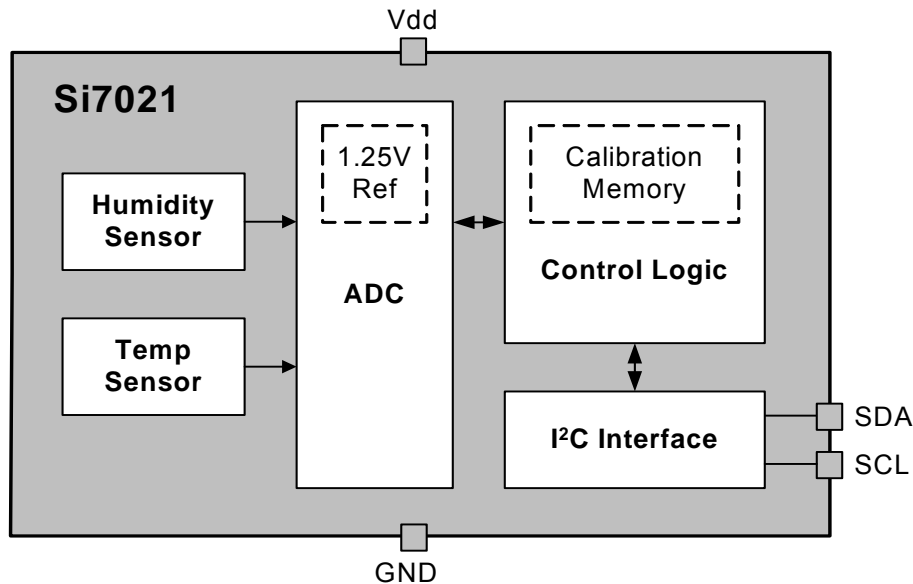 Vdd
Si7021
1.25V
Ref
Calibration
Memory
Humidity
Sensor
Control Logic
ADC
Temp
Sensor
I²C Interface
SDA
SCL
GND